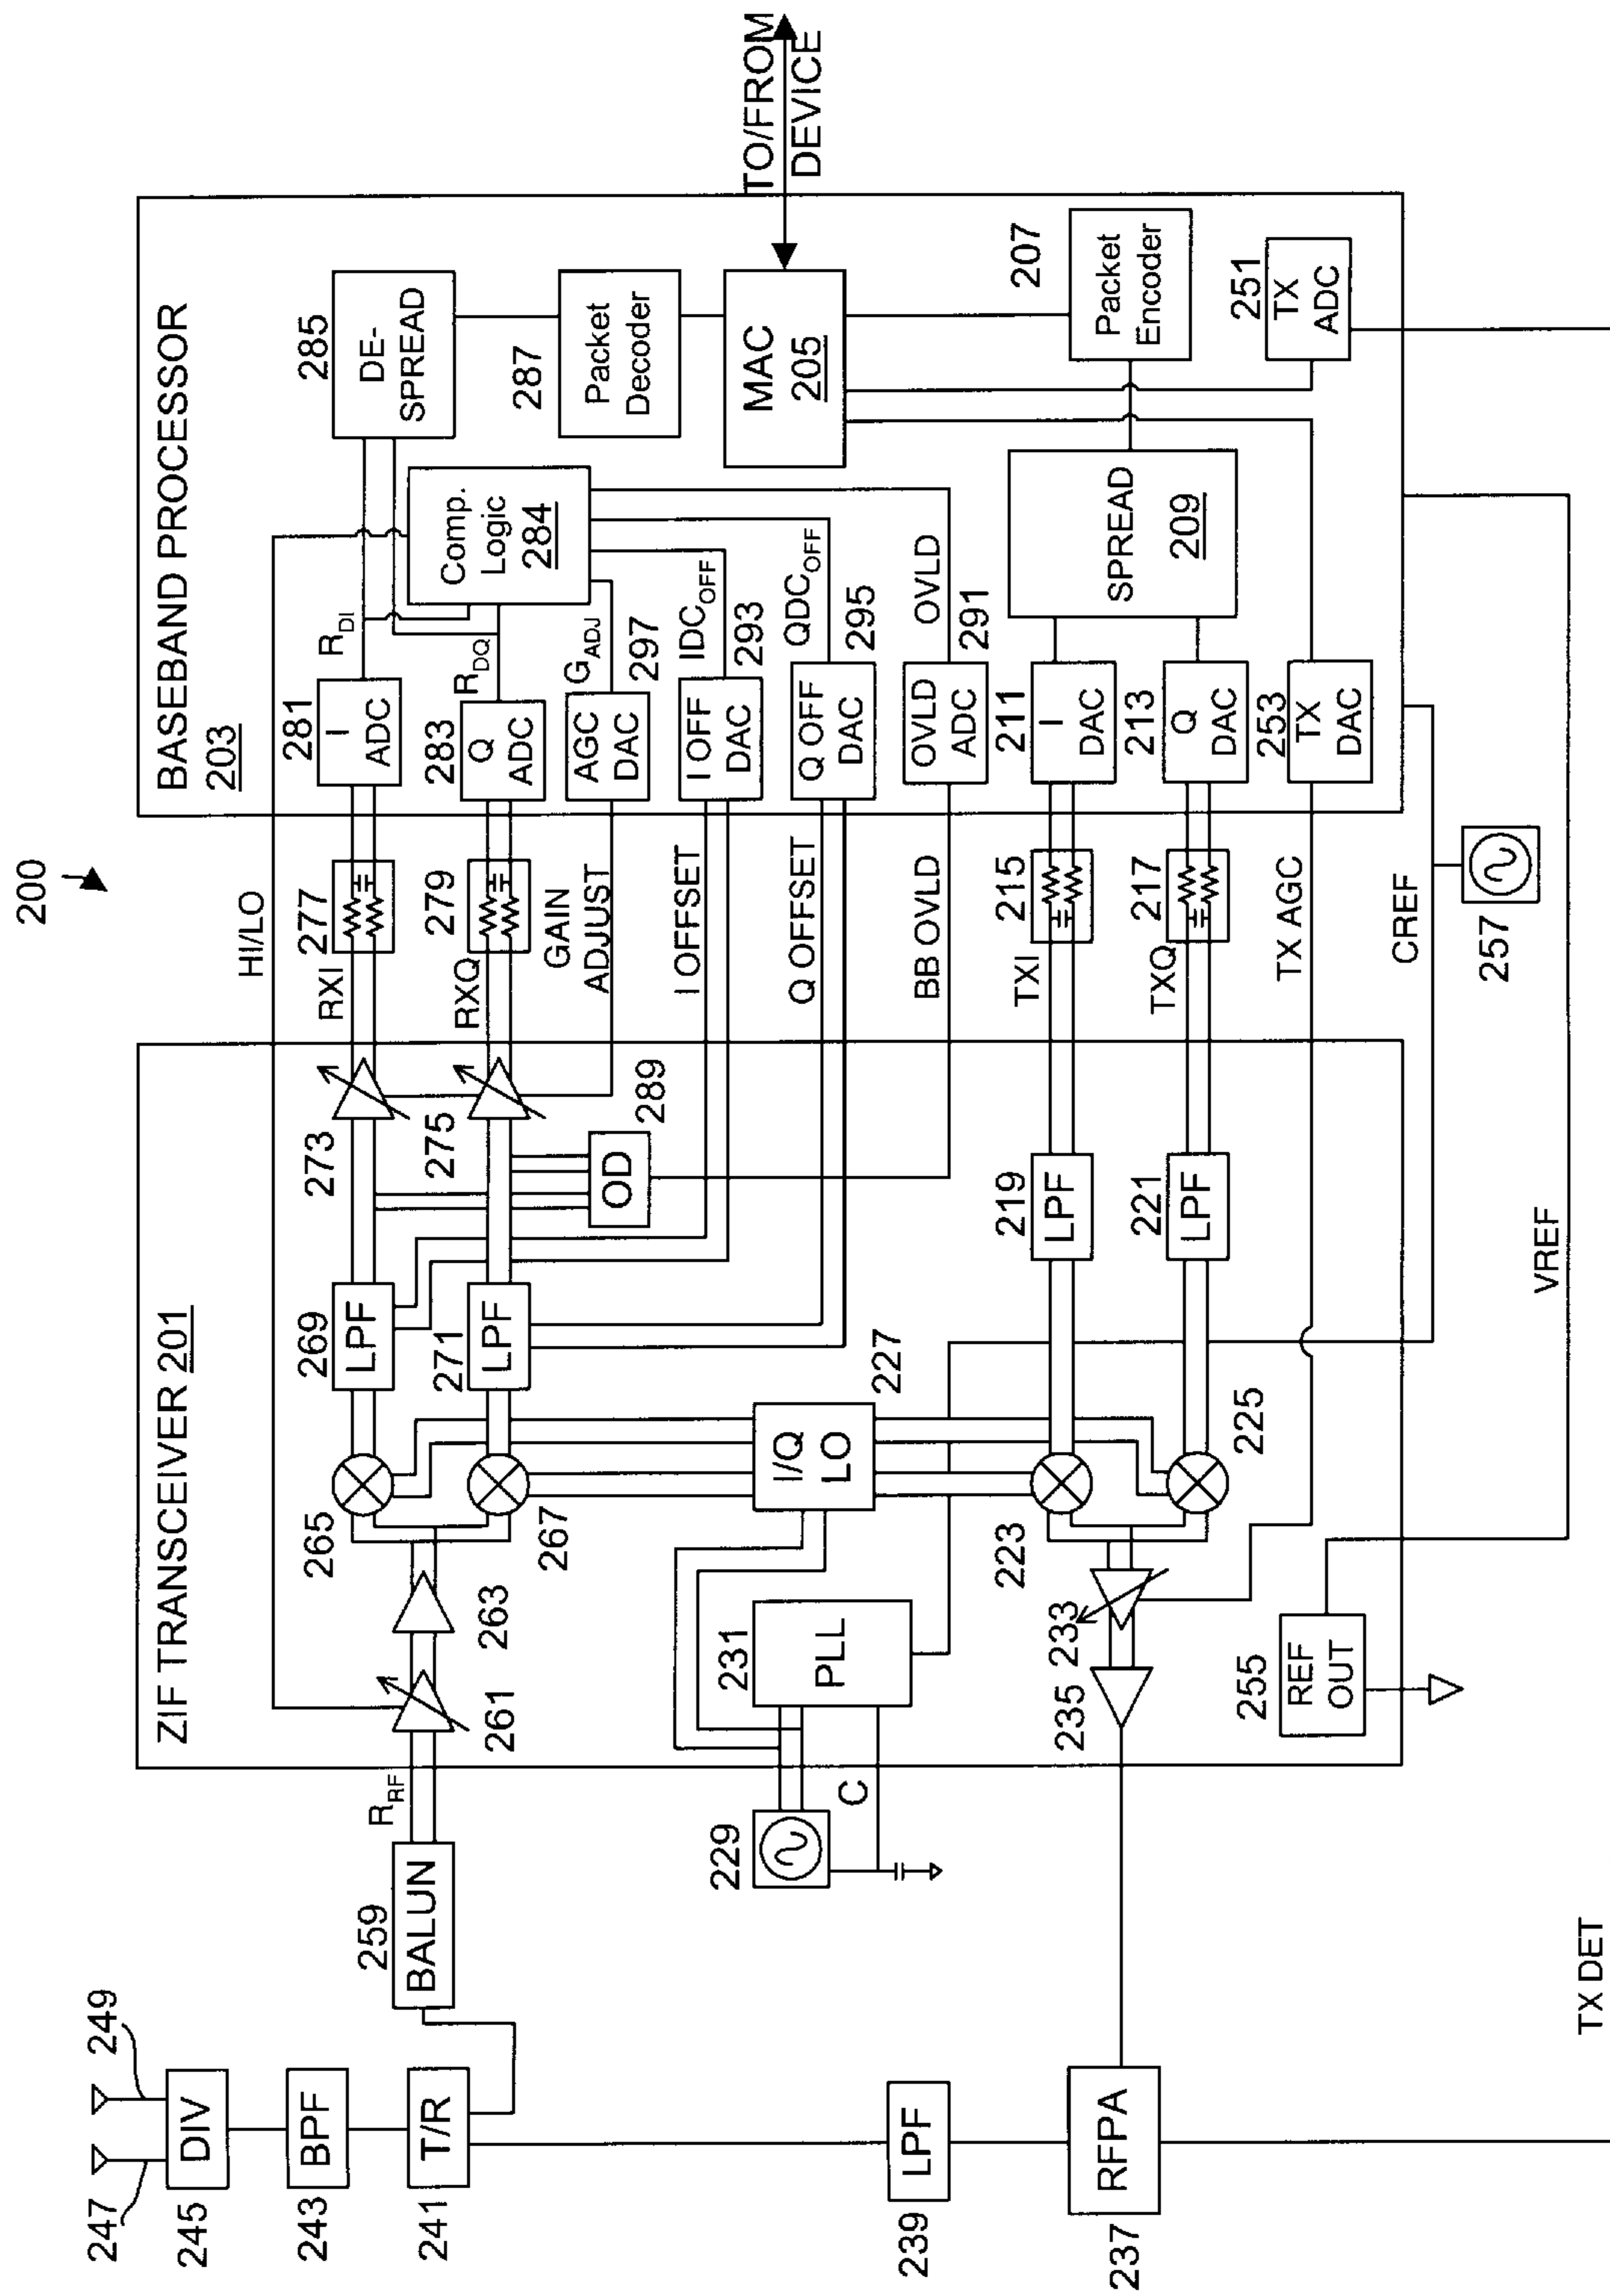 200
ZIF TRANSCEIVER 201
BASEBAND PROCESSOR
203
247
249
245
DIV
243
BPF
241
T/R
259
BALUN
R_RF
261
263
265
267
269
LPF
271
LPF
273
275
289
OD
HI/LO
RXI
277
RXQ
279
GAIN
ADJUST
I OFFSET
Q OFFSET
BB OVLD
281
I
ADC
283
Q
ADC
AGC
DAC
297
I OFF
DAC
293
Q OFF
DAC
295
OVLD
ADC
291
R_DI
R_DQ
G_ADJ
IDC_OFF
QDC_OFF
OVLD
Comp.
Logic
284
285
DE-
SPREAD
287
Packet
Decoder
MAC
205
TO/FROM
DEVICE
207
Packet
Encoder
SPREAD
209
251
TX
ADC
211
I
DAC
213
Q
DAC
253
TX
DAC
TXI
215
TXQ
217
TX AGC
CREF
257
VREF
219
LPF
221
LPF
227
I/Q
LO
223
225
229
231
PLL
C
233
235
255
REF
OUT
239
LPF
237
RFPA
TX DET